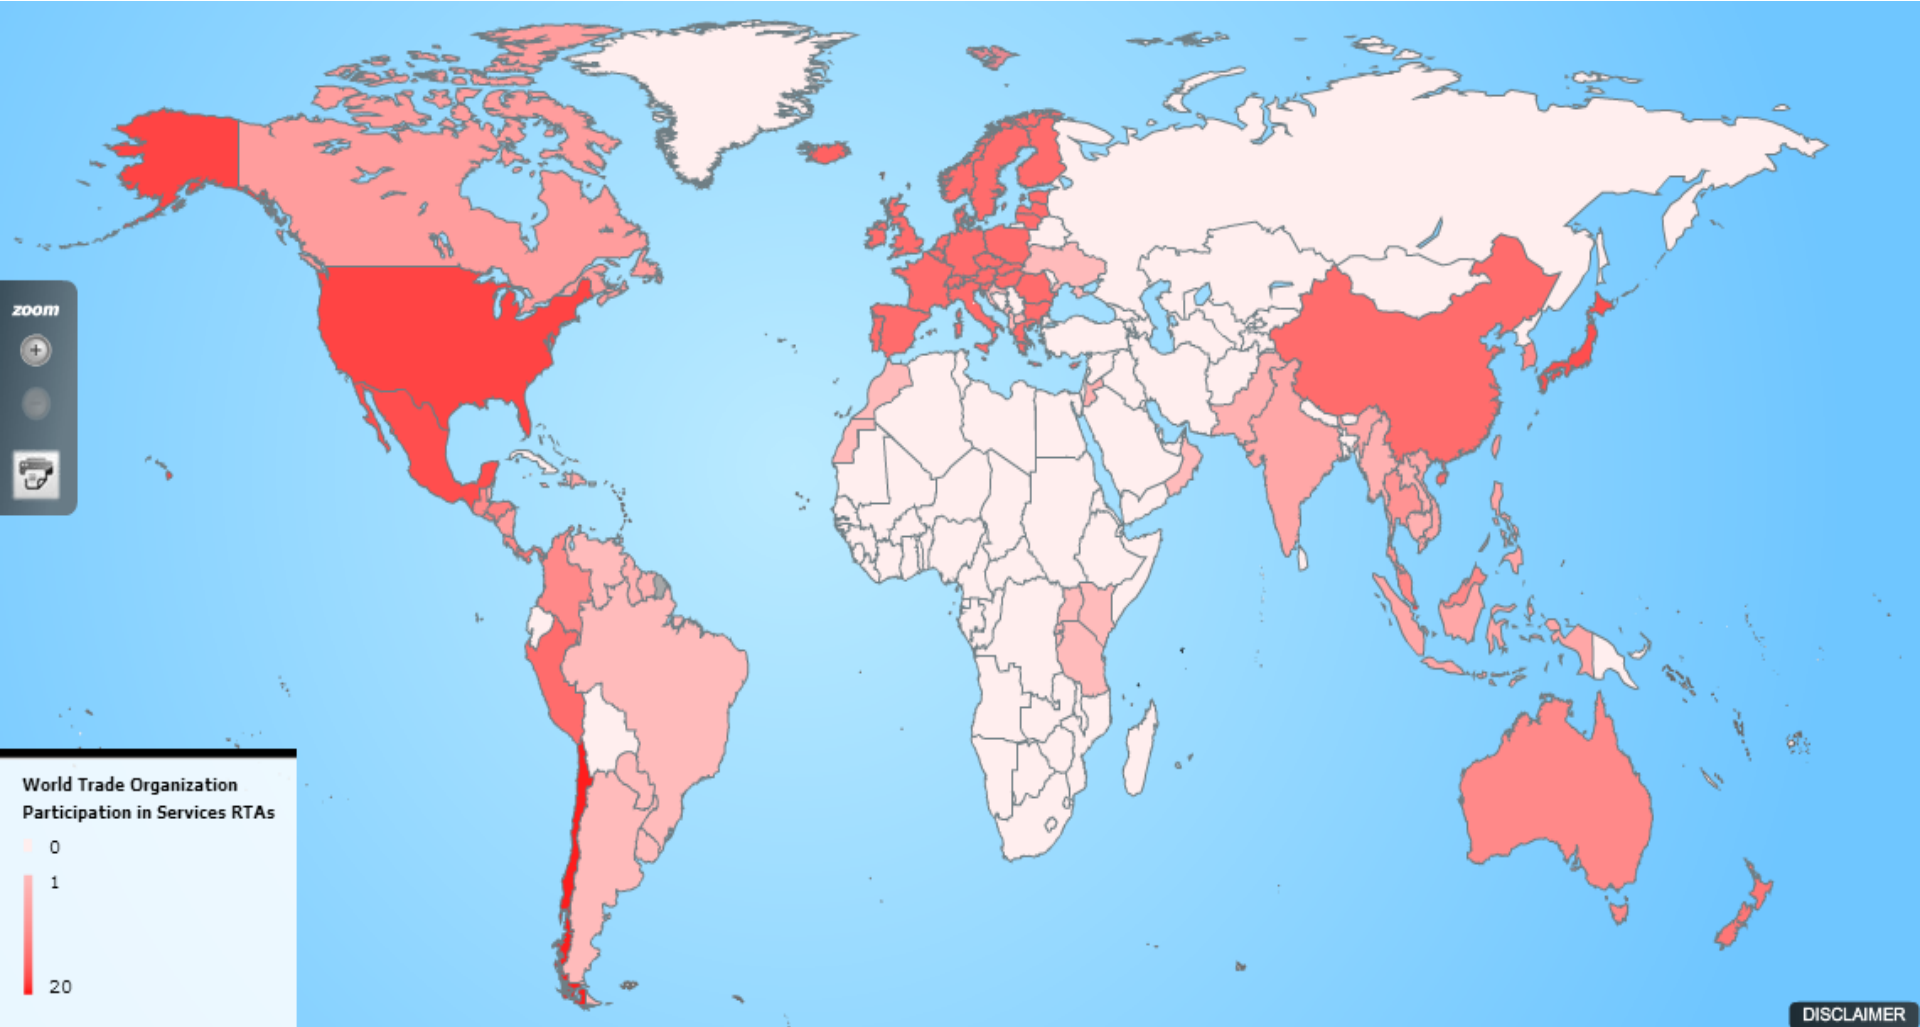 zoom
World Trade Organization
Participation in Services RTAs
0
1
20
DISCLAIMER